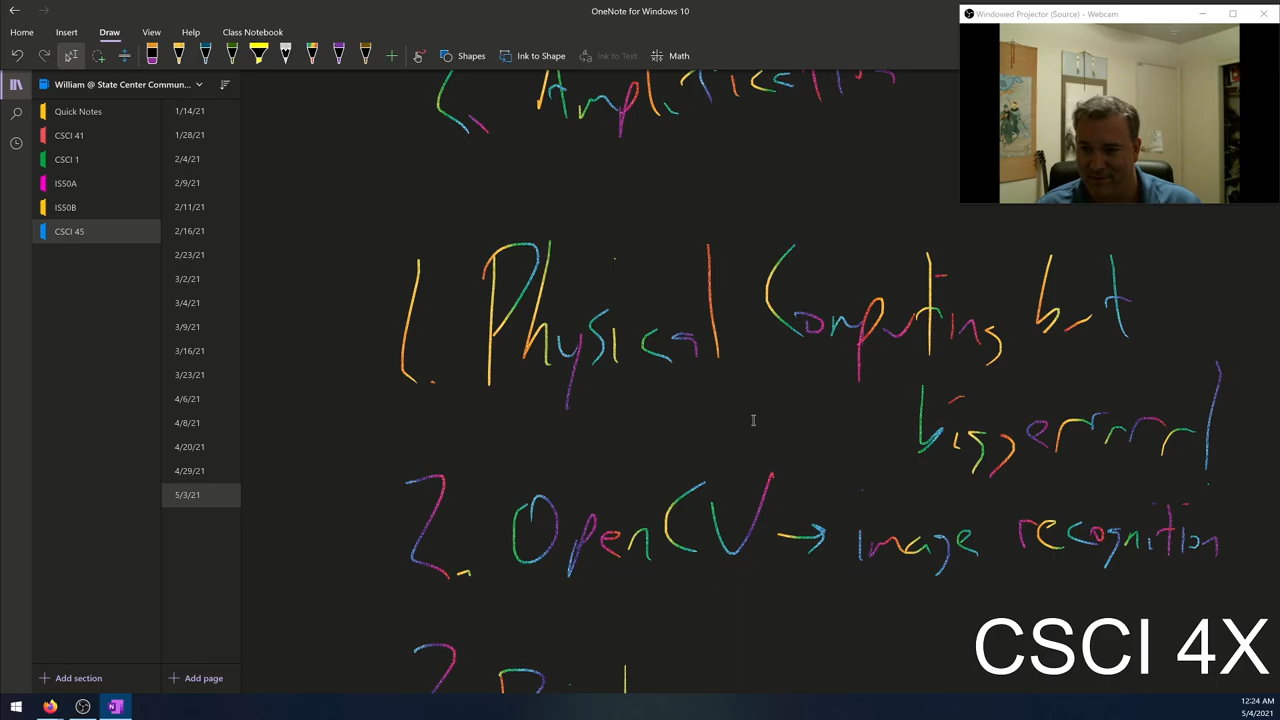 OneNote for Windows 10
Windowed Projector (Source) - Webcam
Home Insert Draw View Help Class Notebook
Shapes Ink to Shape Ink to Text Math
William @ State Center Commun...
Quick Notes
CSCI 41
CSCI 1
IS50A
IS50B
CSCI 45
1/14/21
1/28/21
2/4/21
2/9/21
2/11/21
2/16/21
2/23/21
3/2/21
3/4/21
3/9/21
3/16/21
3/23/21
4/6/21
4/8/21
4/20/21
4/29/21
5/3/21
Add section
Add page
Amplification
1. Physical Computing but
biggerrrr!
2. OpenCV → image recognition
CSCI 4X
12:24 AM
5/4/2021